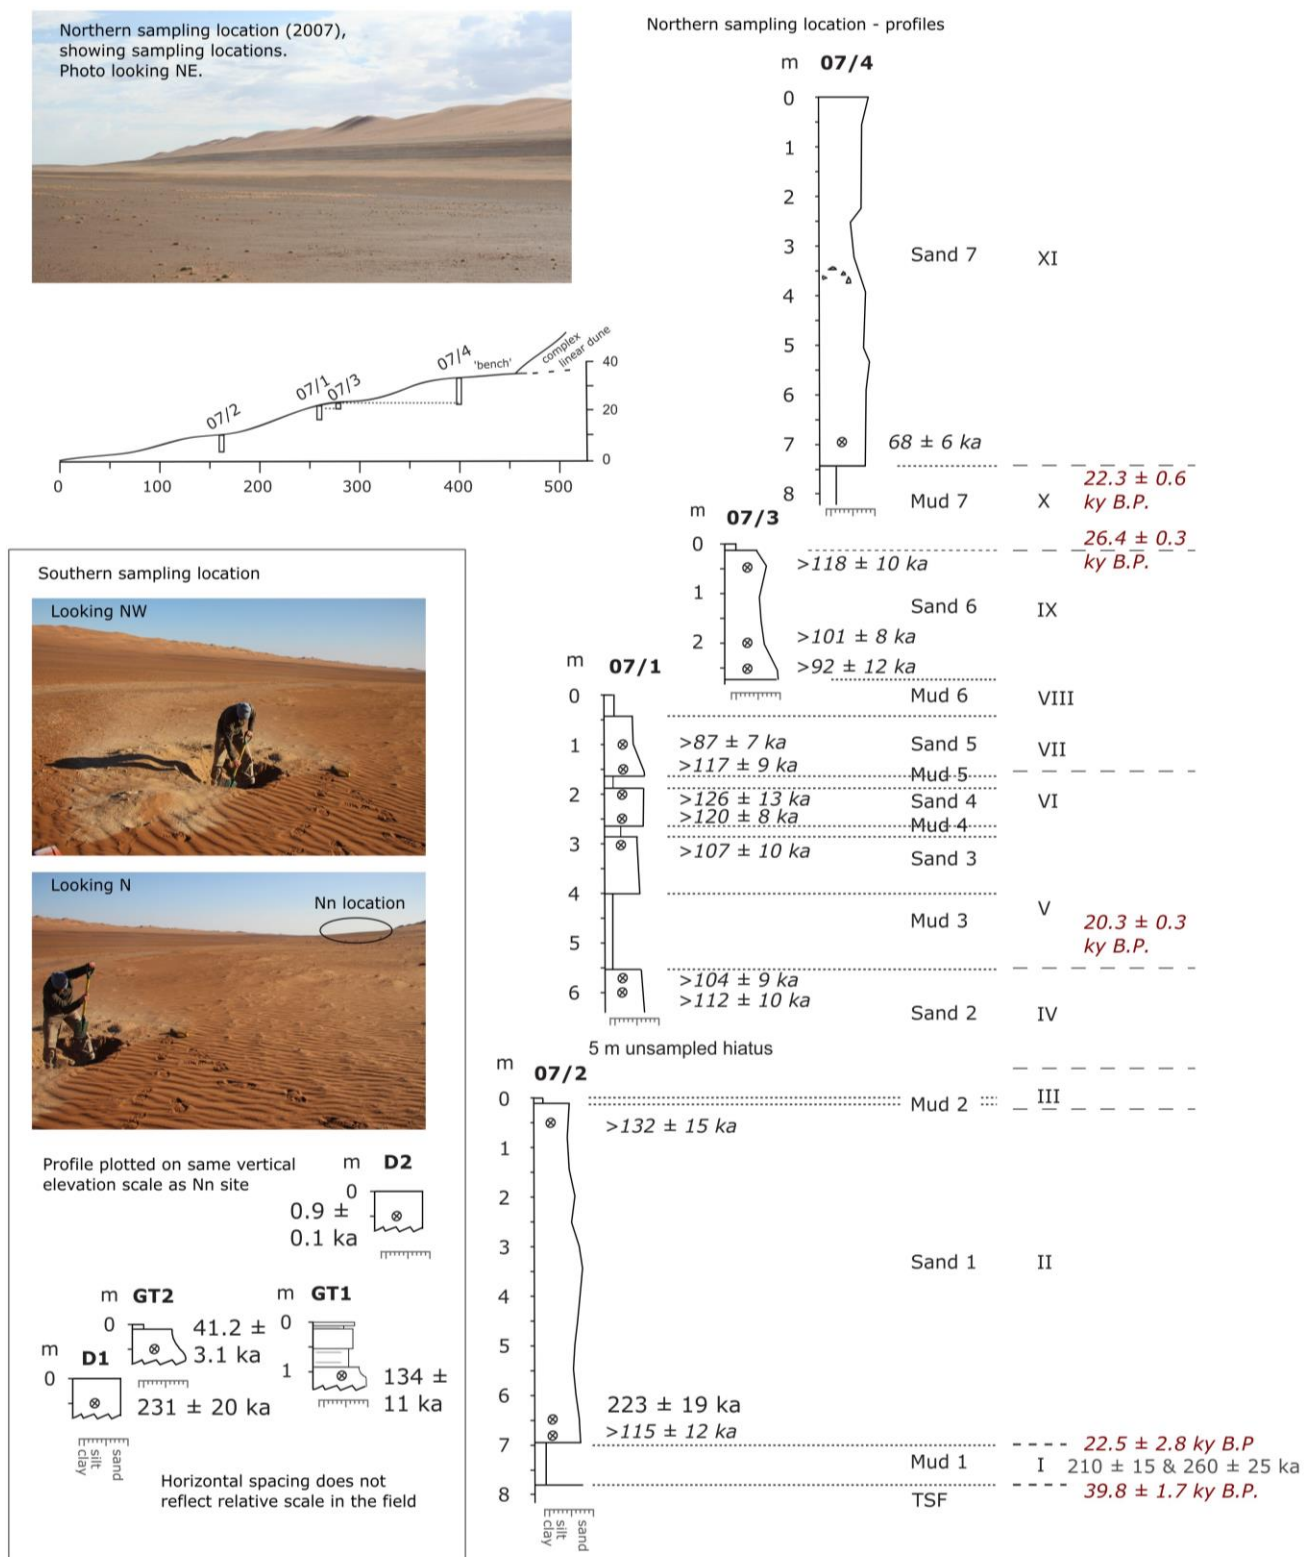 Northern sampling location (2007),
showing sampling locations.
Photo looking NE.
Northern sampling location - profiles
m 07/4
0
1
2
3
4
5
6
7
8
Sand 7 XI
68 ± 6 ka
Mud 7 X
22.3 ± 0.6
ky B.P.
26.4 ± 0.3
ky B.P.
07/2
07/1
07/3
07/4
'bench'
complex
linear dune
40
20
0
0 100 200 300 400 500
m 07/3
0
1
2
>118 ± 10 ka
Sand 6 IX
>101 ± 8 ka
>92 ± 12 ka
Mud 6 VIII
m 07/1
0
1
2
3
4
5
6
>87 ± 7 ka Sand 5 VII
>117 ± 9 ka
Mud 5
>126 ± 13 ka Sand 4 VI
>120 ± 8 ka
Mud 4
>107 ± 10 ka Sand 3
Mud 3 V
20.3 ± 0.3
ky B.P.
>104 ± 9 ka
>112 ± 10 ka
Sand 2 IV
5 m unsampled hiatus
m 07/2
0
1
2
3
4
5
6
7
8
Mud 2 III
>132 ± 15 ka
Sand 1 II
223 ± 19 ka
>115 ± 12 ka
22.5 ± 2.8 ky B.P
Mud 1 I 210 ± 15 & 260 ± 25 ka
39.8 ± 1.7 ky B.P.
TSF
clay
silt
sand
Southern sampling location
Looking NW
Looking N
Nn location
Profile plotted on same vertical
elevation scale as Nn site
m D2
0
0.9 ±
0.1 ka
m GT2
0
41.2 ±
3.1 ka
m GT1
0
1
134 ±
11 ka
m D1
0
231 ± 20 ka
clay
silt
sand
Horizontal spacing does not
reflect relative scale in the field